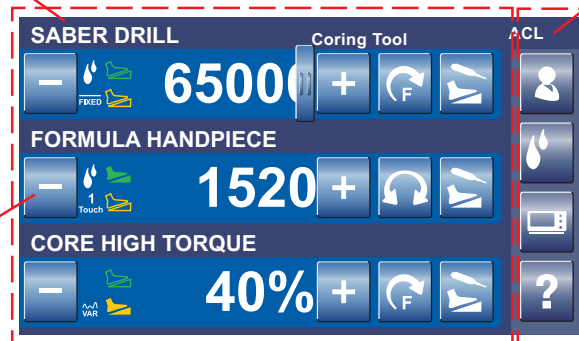 SABER DRILL
Coring Tool
ACL
−
FIXED
65000
+
F
FORMULA HANDPIECE
−
1
Touch
1520
+
CORE HIGH TORQUE
−
VAR
40%
+
F
?